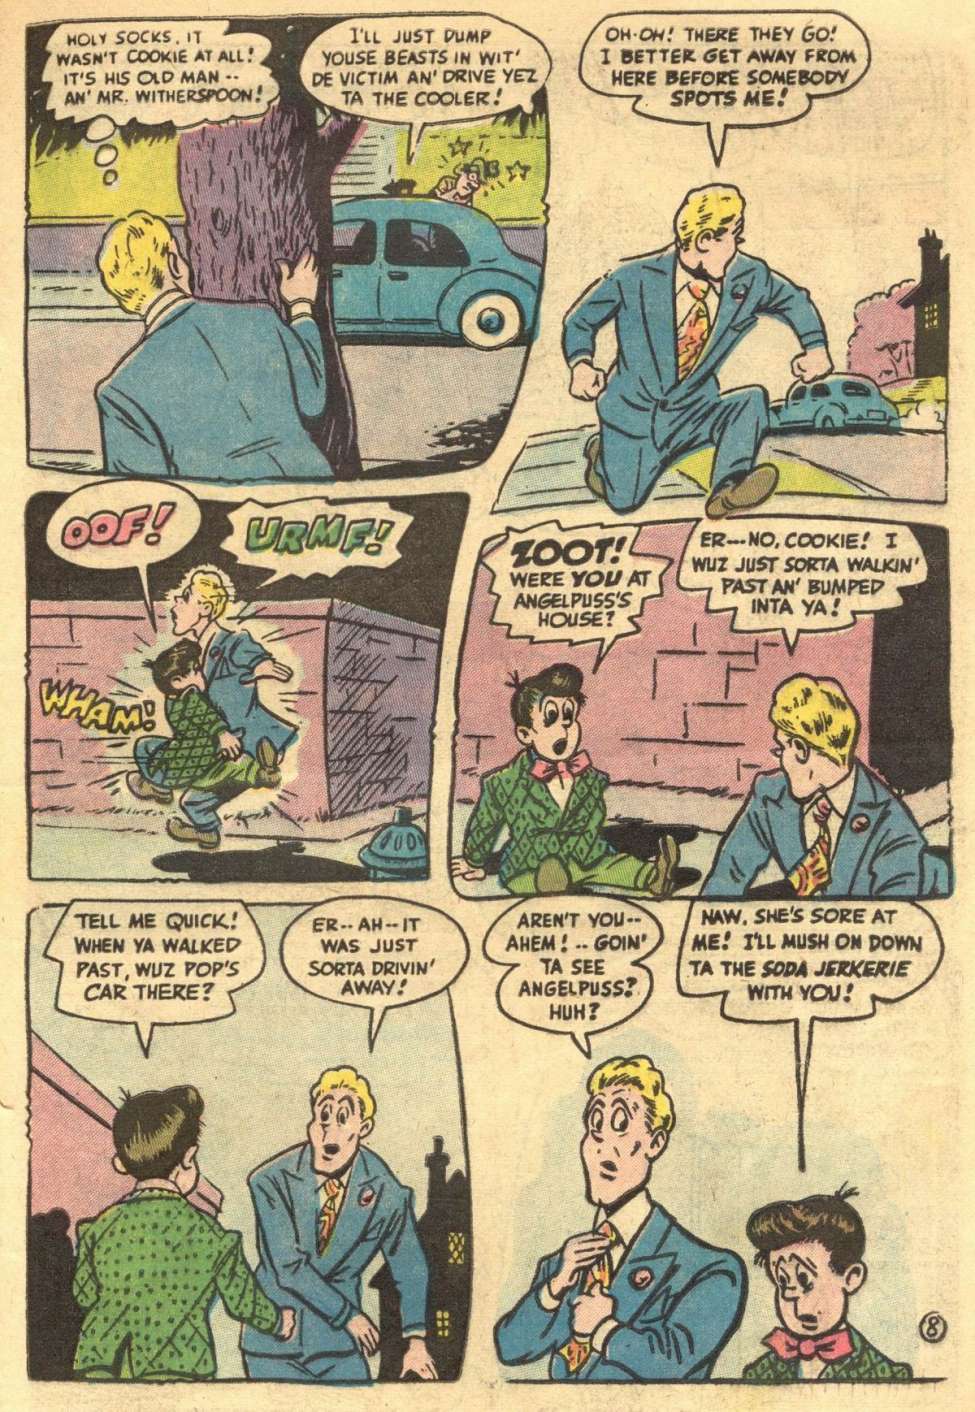 HOLY SOCKS, IT
WASN'T COOKIE AT ALL!
IT'S HIS OLD MAN --
AN' MR. WITHERSPOON!
I'LL JUST DUMP
YOUSE BEASTS IN WIT'
DE VICTIM AN' DRIVE YEZ
TA THE COOLER!
OH-OH! THERE THEY GO!
I BETTER GET AWAY FROM
HERE BEFORE SOMEBODY
SPOTS ME!
OOF!
URMF!
WHAM!
ZOOT!
WERE YOU AT
ANGELPUSS'S
HOUSE?
ER---NO, COOKIE! I
WUZ JUST SORTA WALKIN'
PAST AN' BUMPED
INTA YA!
TELL ME QUICK!
WHEN YA WALKED
PAST, WUZ POP'S
CAR THERE?
ER-- AH-- IT
WAS JUST
SORTA DRIVIN'
AWAY!
AREN'T YOU--
AHEM! -- GOIN'
TA SEE
ANGELPUSS?
HUH?
NAW. SHE'S SORE AT
ME! I'LL MUSH ON DOWN
TA THE SODA JERKERIE
WITH YOU!
8